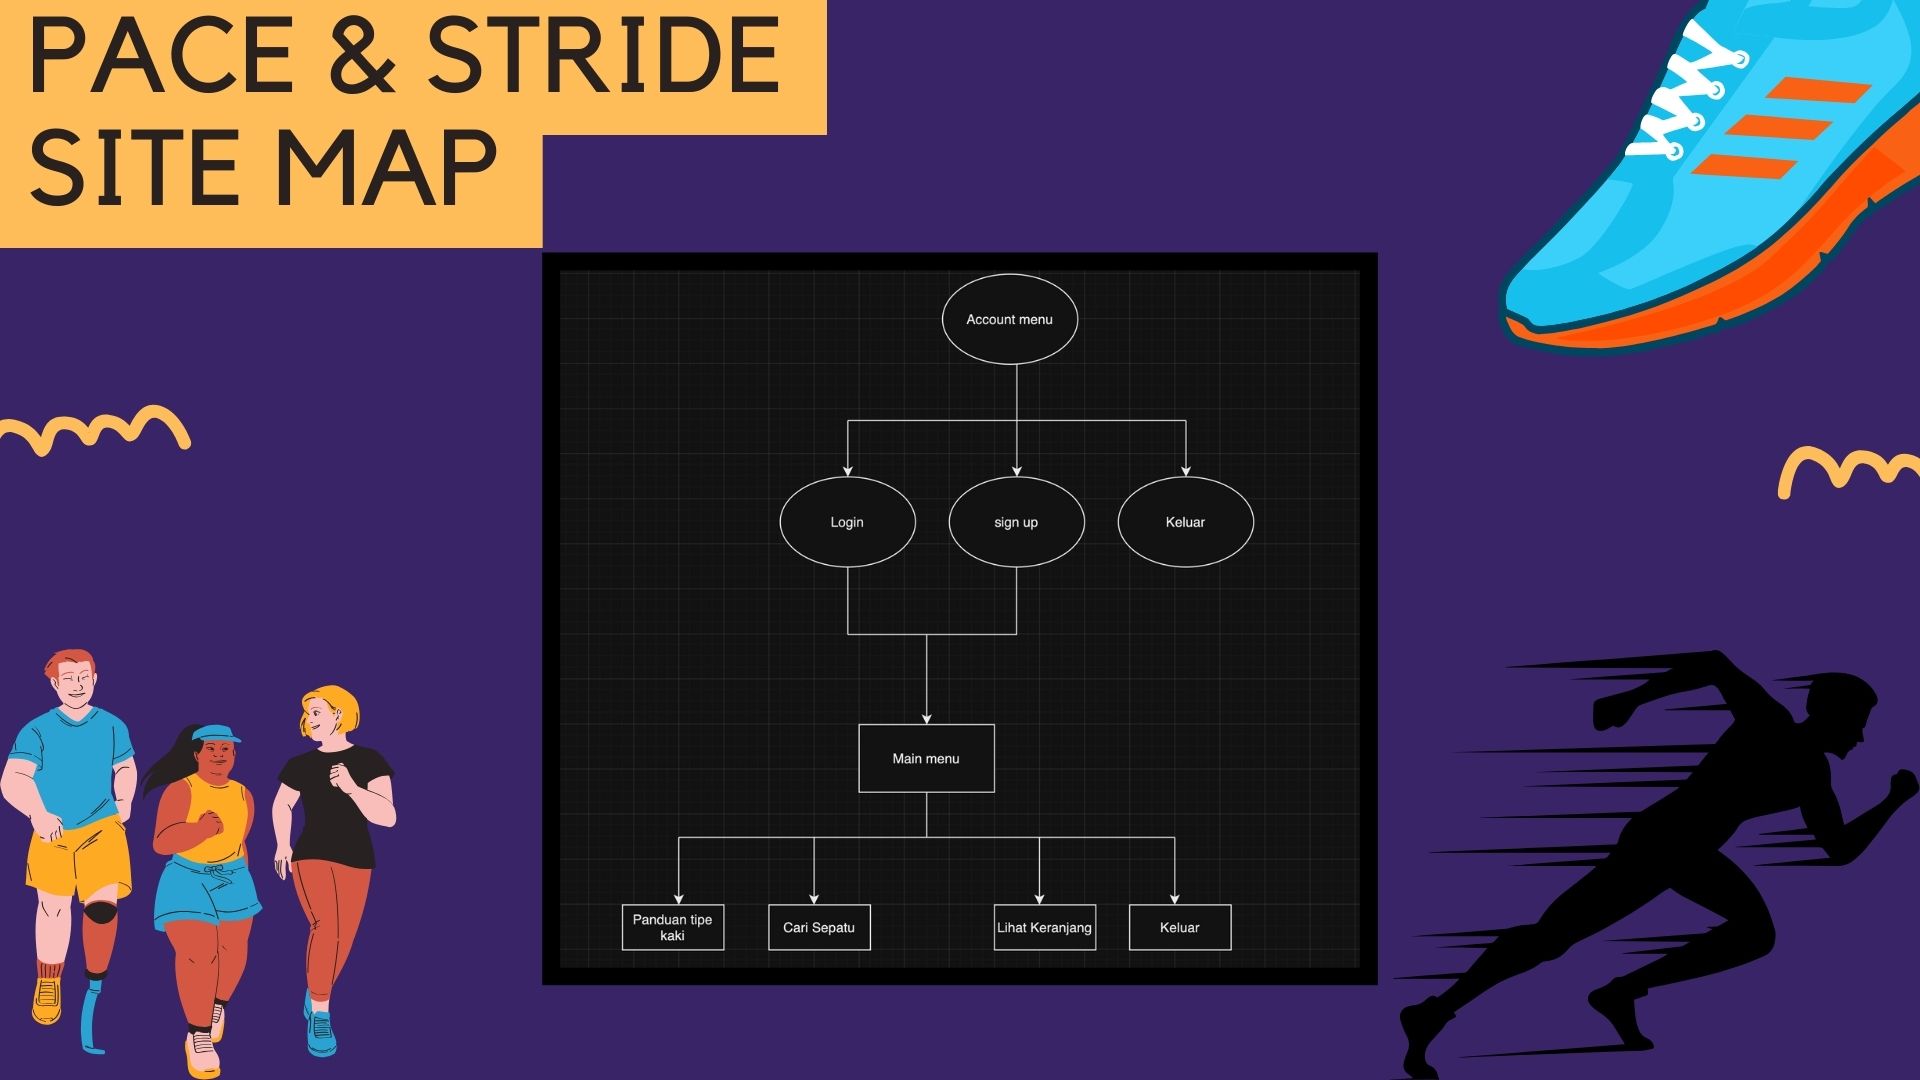 PACE & STRIDE
SITE MAP
Account menu
Login
sign up
Keluar
Main menu
Panduan tipe
kaki
Cari Sepatu
Lihat Keranjang
Keluar